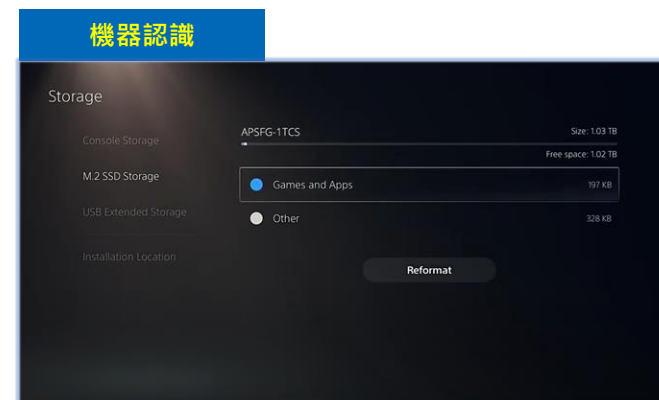 機器認識
Storage
Console Storage
APSFG-1TCS
Size: 1.03 TB
Free space: 1.02 TB
M.2 SSD Storage
Games and Apps
197 KB
USB Extended Storage
Other
328 KB
Installation Location
Reformat